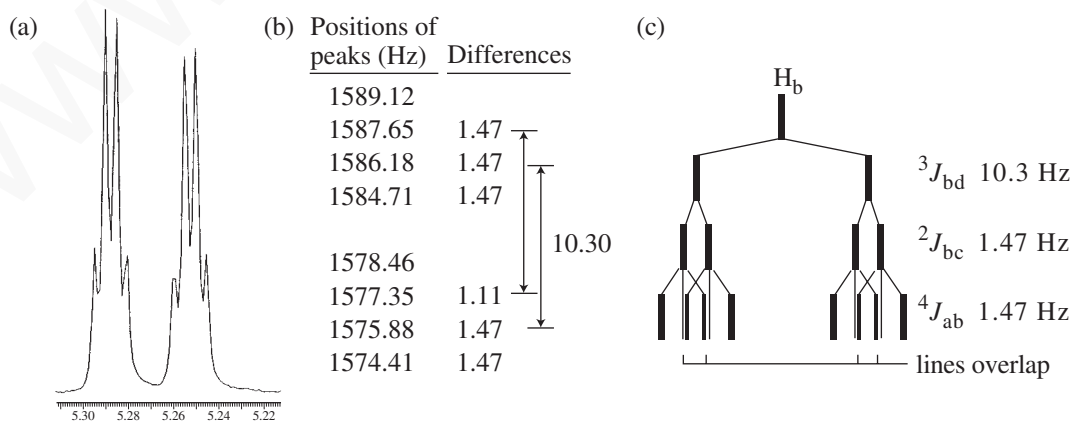 (a)
5.30 5.28 5.26 5.24 5.22
(b) Positions of
peaks (Hz) Differences
1589.12
1587.65 1.47
1586.18 1.47
1584.71 1.47
10.30
1578.46
1577.35 1.11
1575.88 1.47
1574.41 1.47
(c)
H_b
³J_bd 10.3 Hz
²J_bc 1.47 Hz
⁴J_ab 1.47 Hz
lines overlap